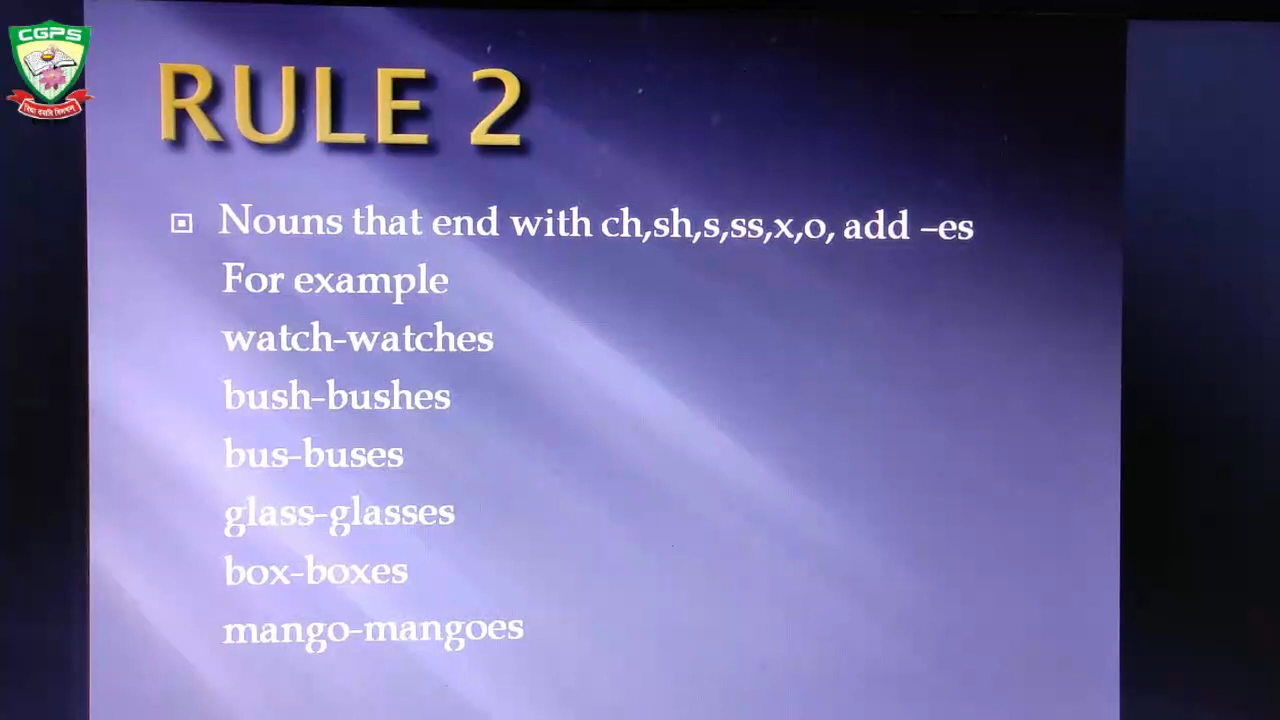 CGPS
RULE 2
Nouns that end with ch,sh,s,ss,x,o, add –es
For example
watch-watches
bush-bushes
bus-buses
glass-glasses
box-boxes
mango-mangoes